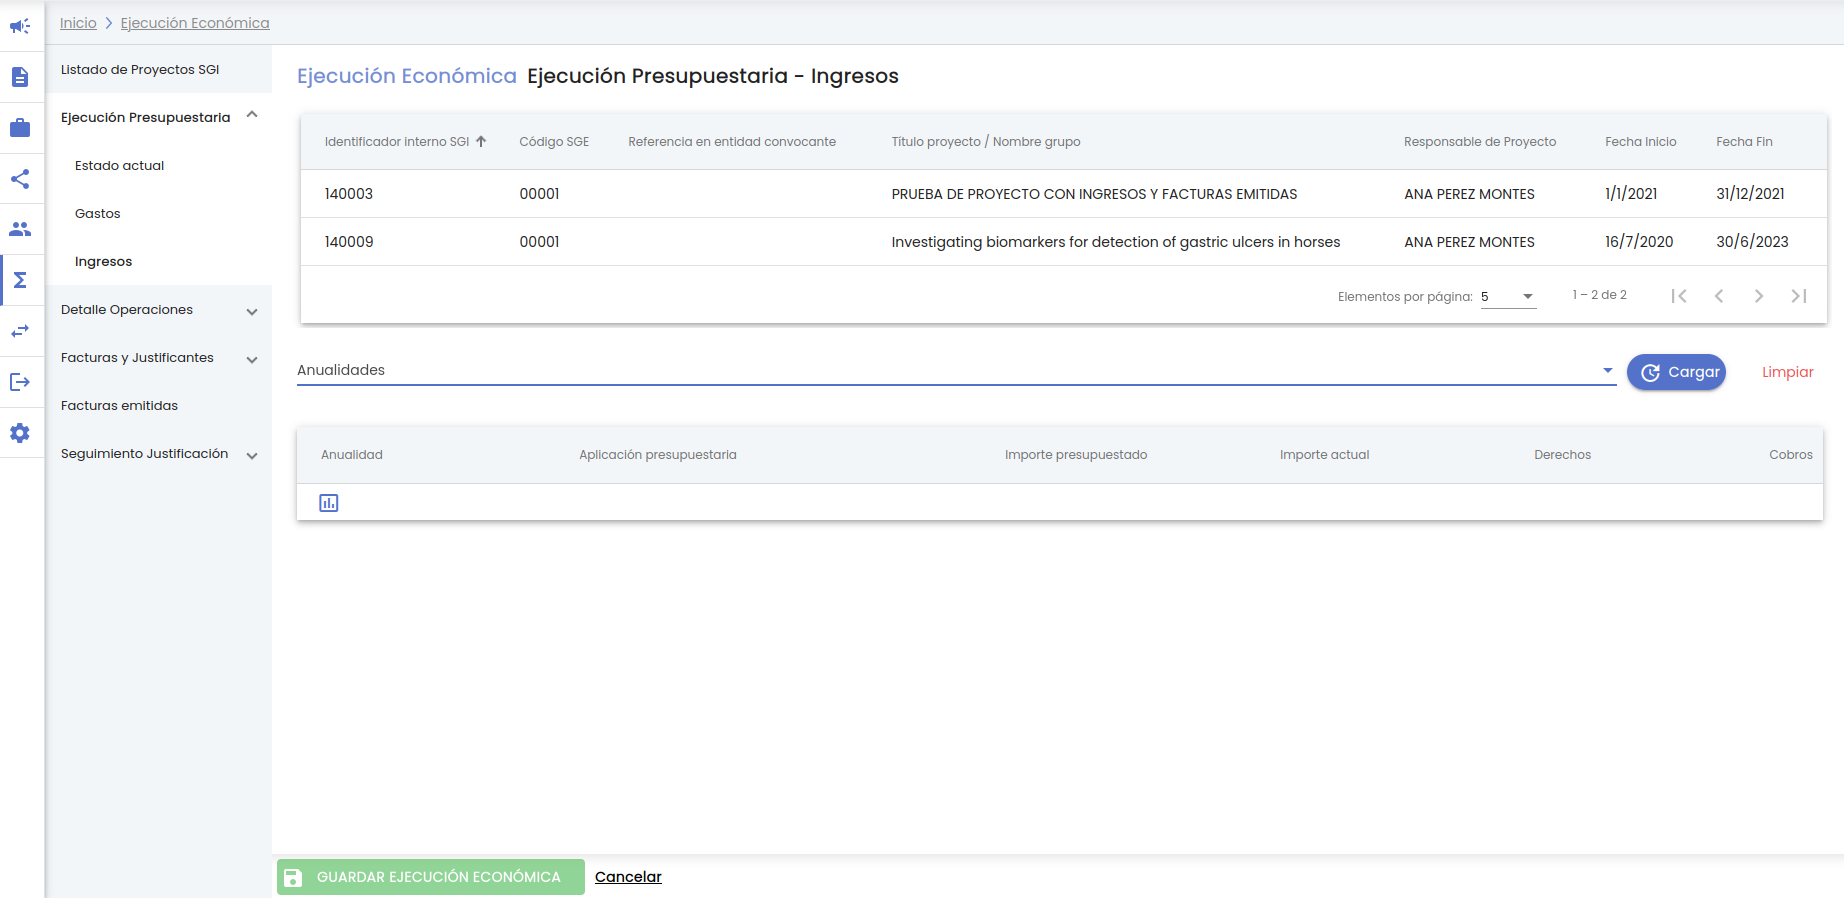 Inicio > Ejecución Económica
Listado de Proyectos SGI
Ejecución Presupuestaria
Estado actual
Gastos
Ingresos
Detalle Operaciones
Facturas y Justificantes
Facturas emitidas
Seguimiento Justificación
Ejecución Económica Ejecución Presupuestaria - Ingresos
Identificador interno SGI Código SGE Referencia en entidad convocante Título proyecto / Nombre grupo Responsable de Proyecto Fecha Inicio Fecha Fin
140003 00001 PRUEBA DE PROYECTO CON INGRESOS Y FACTURAS EMITIDAS ANA PEREZ MONTES 1/1/2021 31/12/2021
140009 00001 Investigating biomarkers for detection of gastric ulcers in horses ANA PEREZ MONTES 16/7/2020 30/6/2023
Elementos por página: 5 1 – 2 de 2
Anualidades Cargar Limpiar
Anualidad Aplicación presupuestaria Importe presupuestado Importe actual Derechos Cobros
GUARDAR EJECUCIÓN ECONÓMICA Cancelar